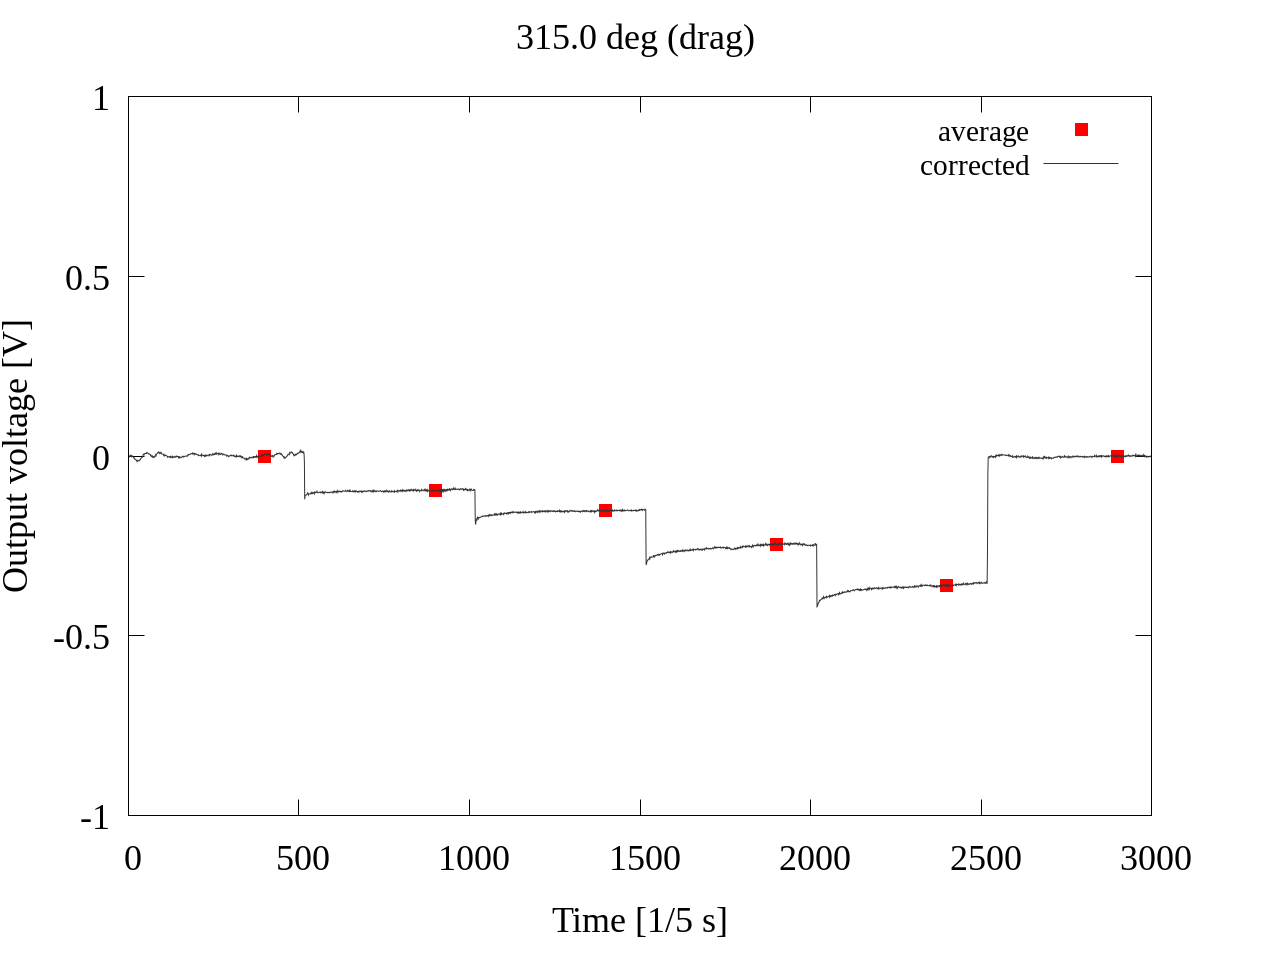 315.0 deg (drag)
average
corrected
1
0.5
0
-0.5
-1
Output voltage [V]
0 500 1000 1500 2000 2500 3000
Time [1/5 s]